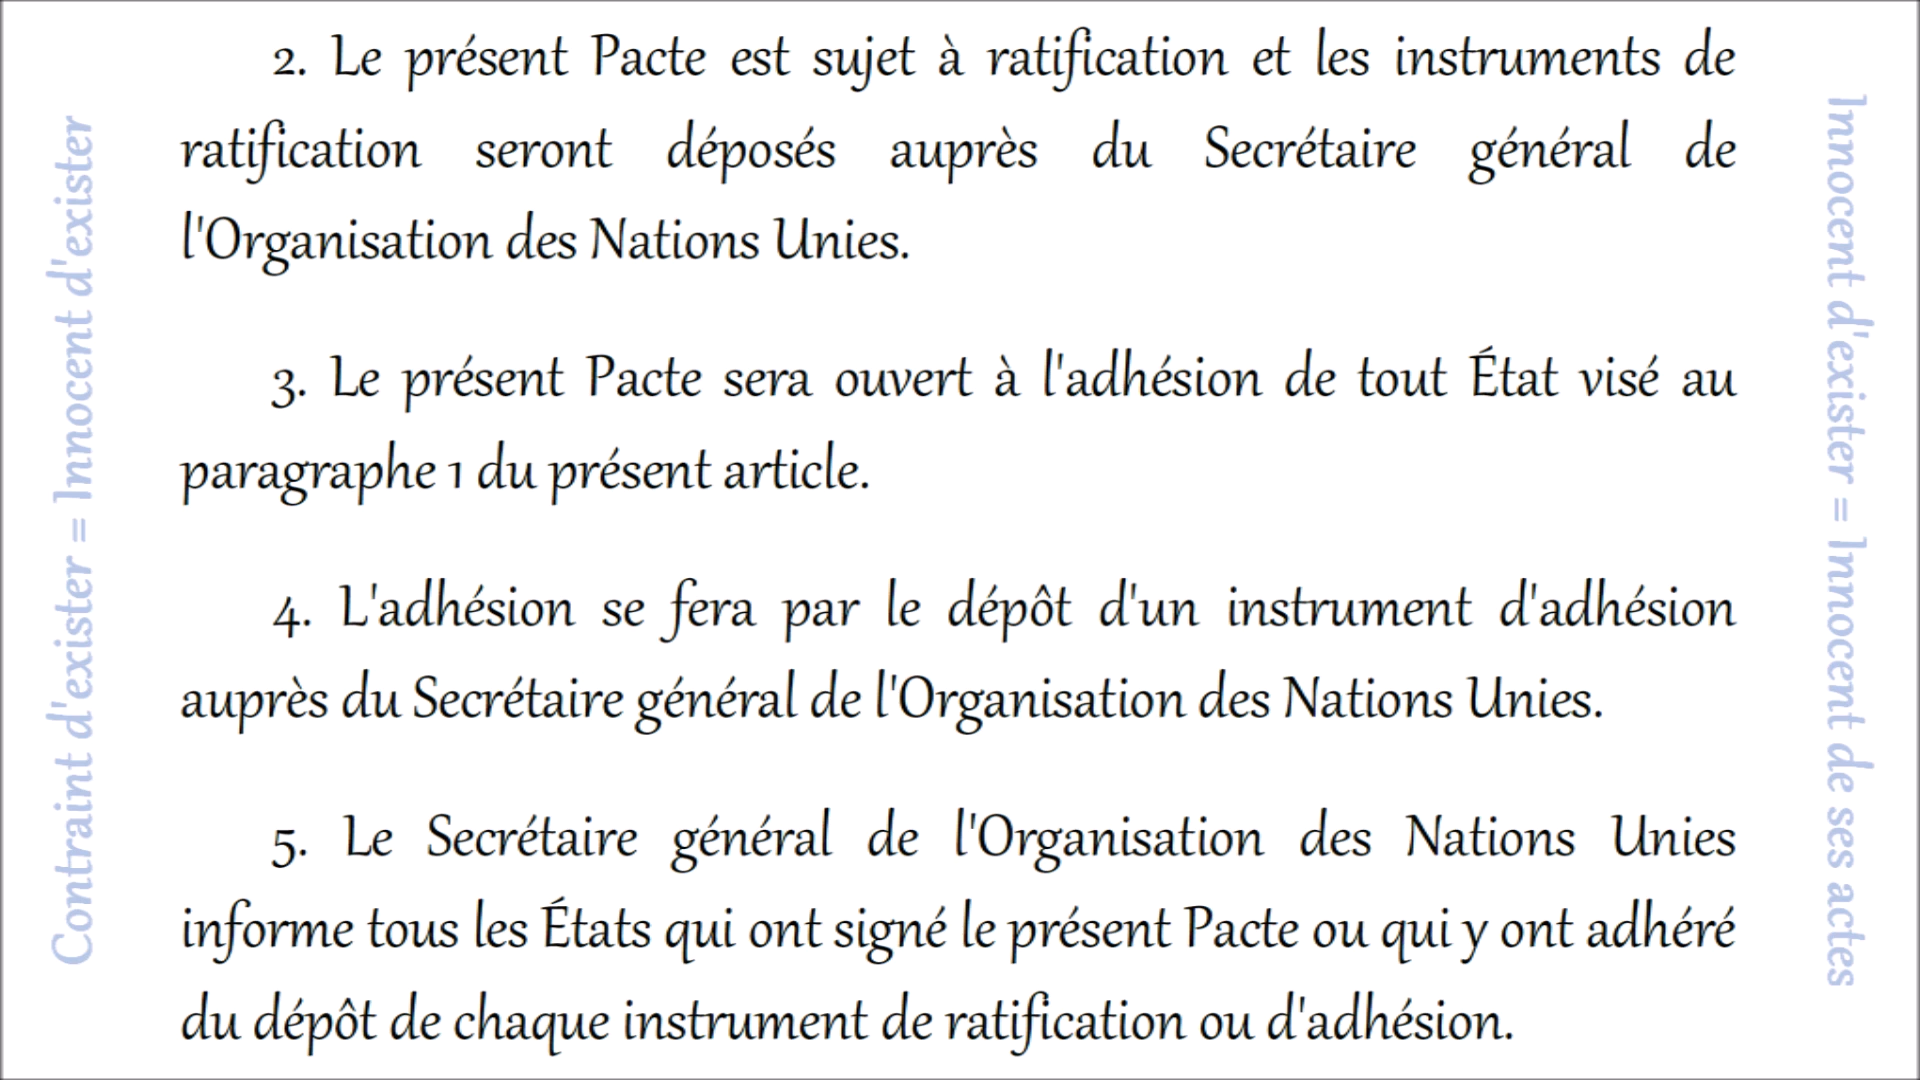 2. Le présent Pacte est sujet à ratification et les instruments de
ratification seront déposés auprès du Secrétaire général de
l'Organisation des Nations Unies.
3. Le présent Pacte sera ouvert à l'adhésion de tout État visé au
paragraphe 1 du présent article.
4. L'adhésion se fera par le dépôt d'un instrument d'adhésion
auprès du Secrétaire général de l'Organisation des Nations Unies.
5. Le Secrétaire général de l'Organisation des Nations Unies
informe tous les États qui ont signé le présent Pacte ou qui y ont adhéré
du dépôt de chaque instrument de ratification ou d'adhésion.
Contraint d'exister = Innocent d'exister
Innocent d'exister = Innocent de ses actes